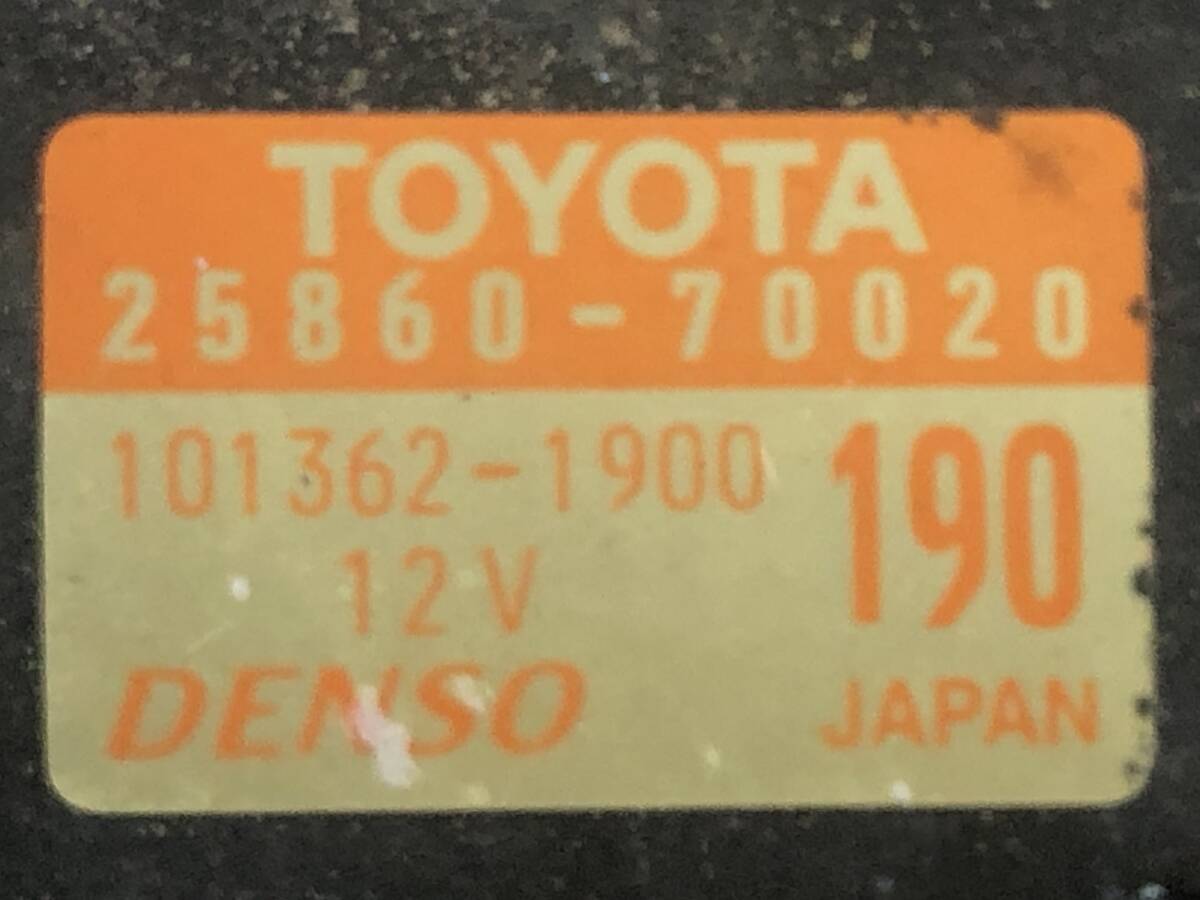 TOYOTA
25860-70020
101362-1900 190
12V
DENSO JAPAN